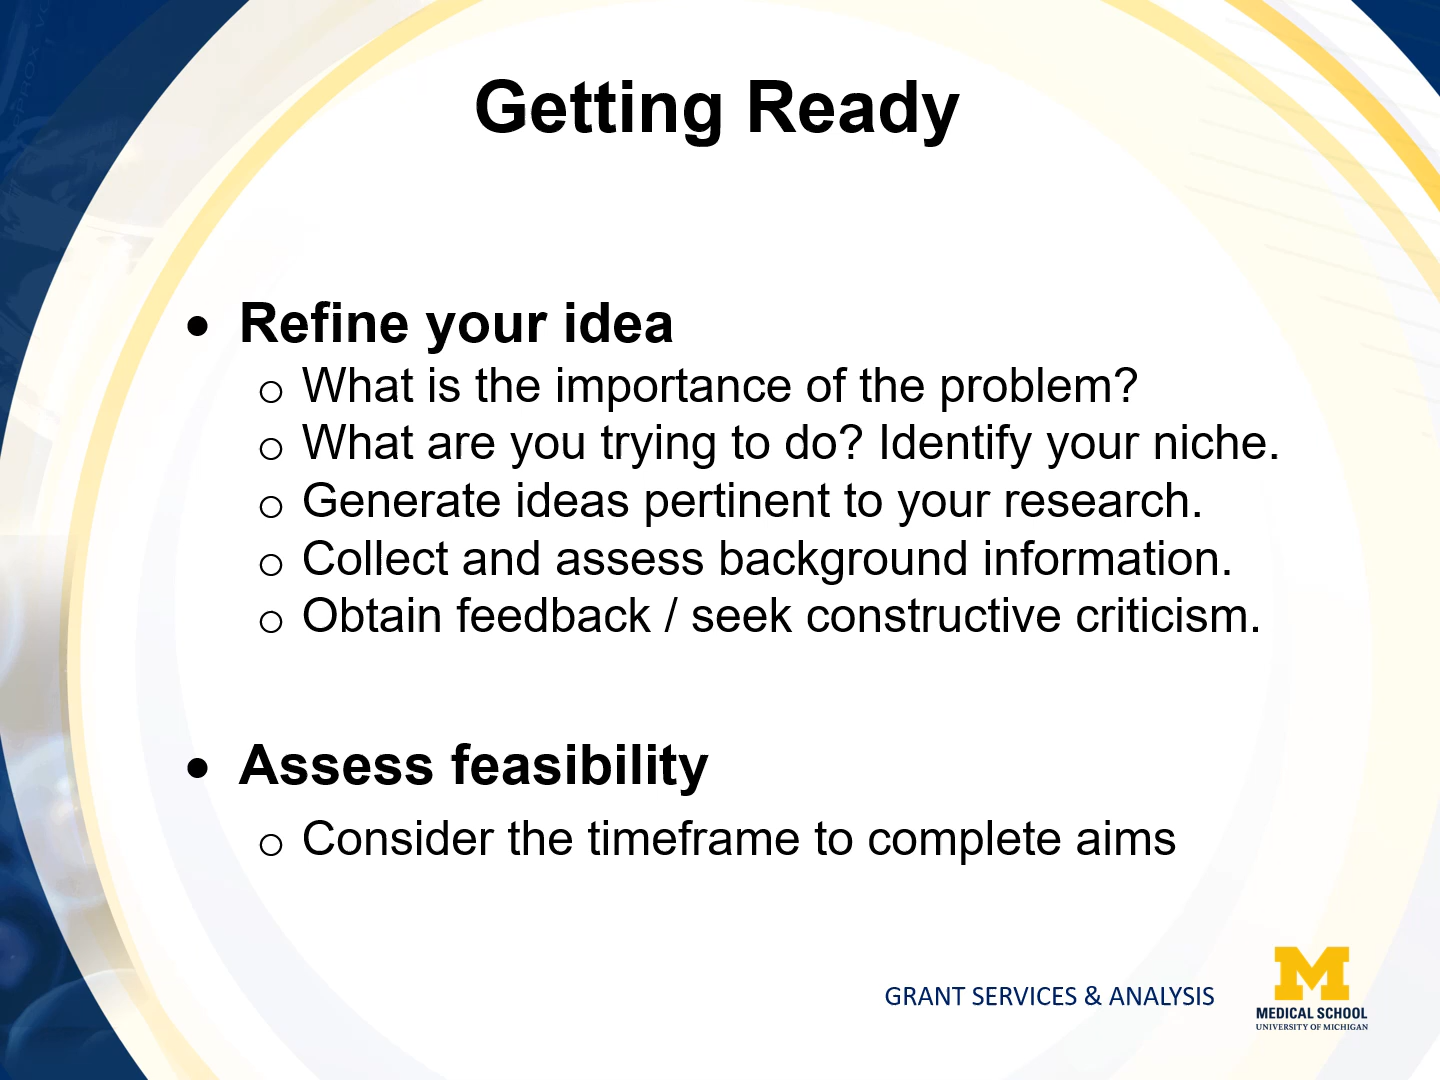 Getting Ready
• Refine your idea
o What is the importance of the problem?
o What are you trying to do? Identify your niche.
o Generate ideas pertinent to your research.
o Collect and assess background information.
o Obtain feedback / seek constructive criticism.
• Assess feasibility
o Consider the timeframe to complete aims
GRANT SERVICES & ANALYSIS
M
MEDICAL SCHOOL
UNIVERSITY OF MICHIGAN